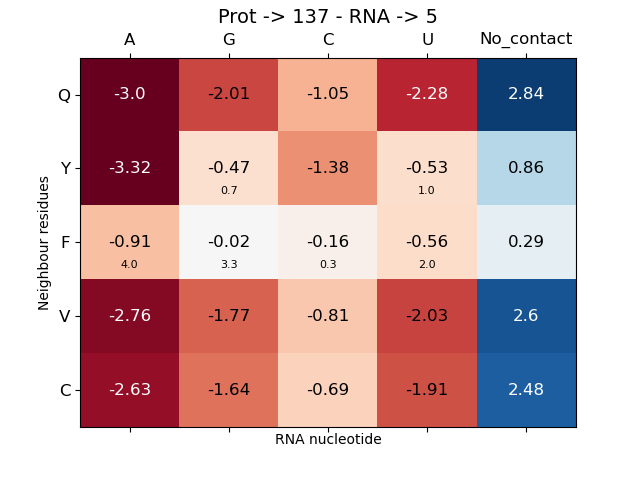 Prot -> 137 - RNA -> 5
A G C U No_contact
Q -3.0 -2.01 -1.05 -2.28 2.84
Y -3.32 -0.47 -1.38 -0.53 0.86
0.7 1.0
F -0.91 -0.02 -0.16 -0.56 0.29
4.0 3.3 0.3 2.0
V -2.76 -1.77 -0.81 -2.03 2.6
C -2.63 -1.64 -0.69 -1.91 2.48
Neighbour residues
RNA nucleotide